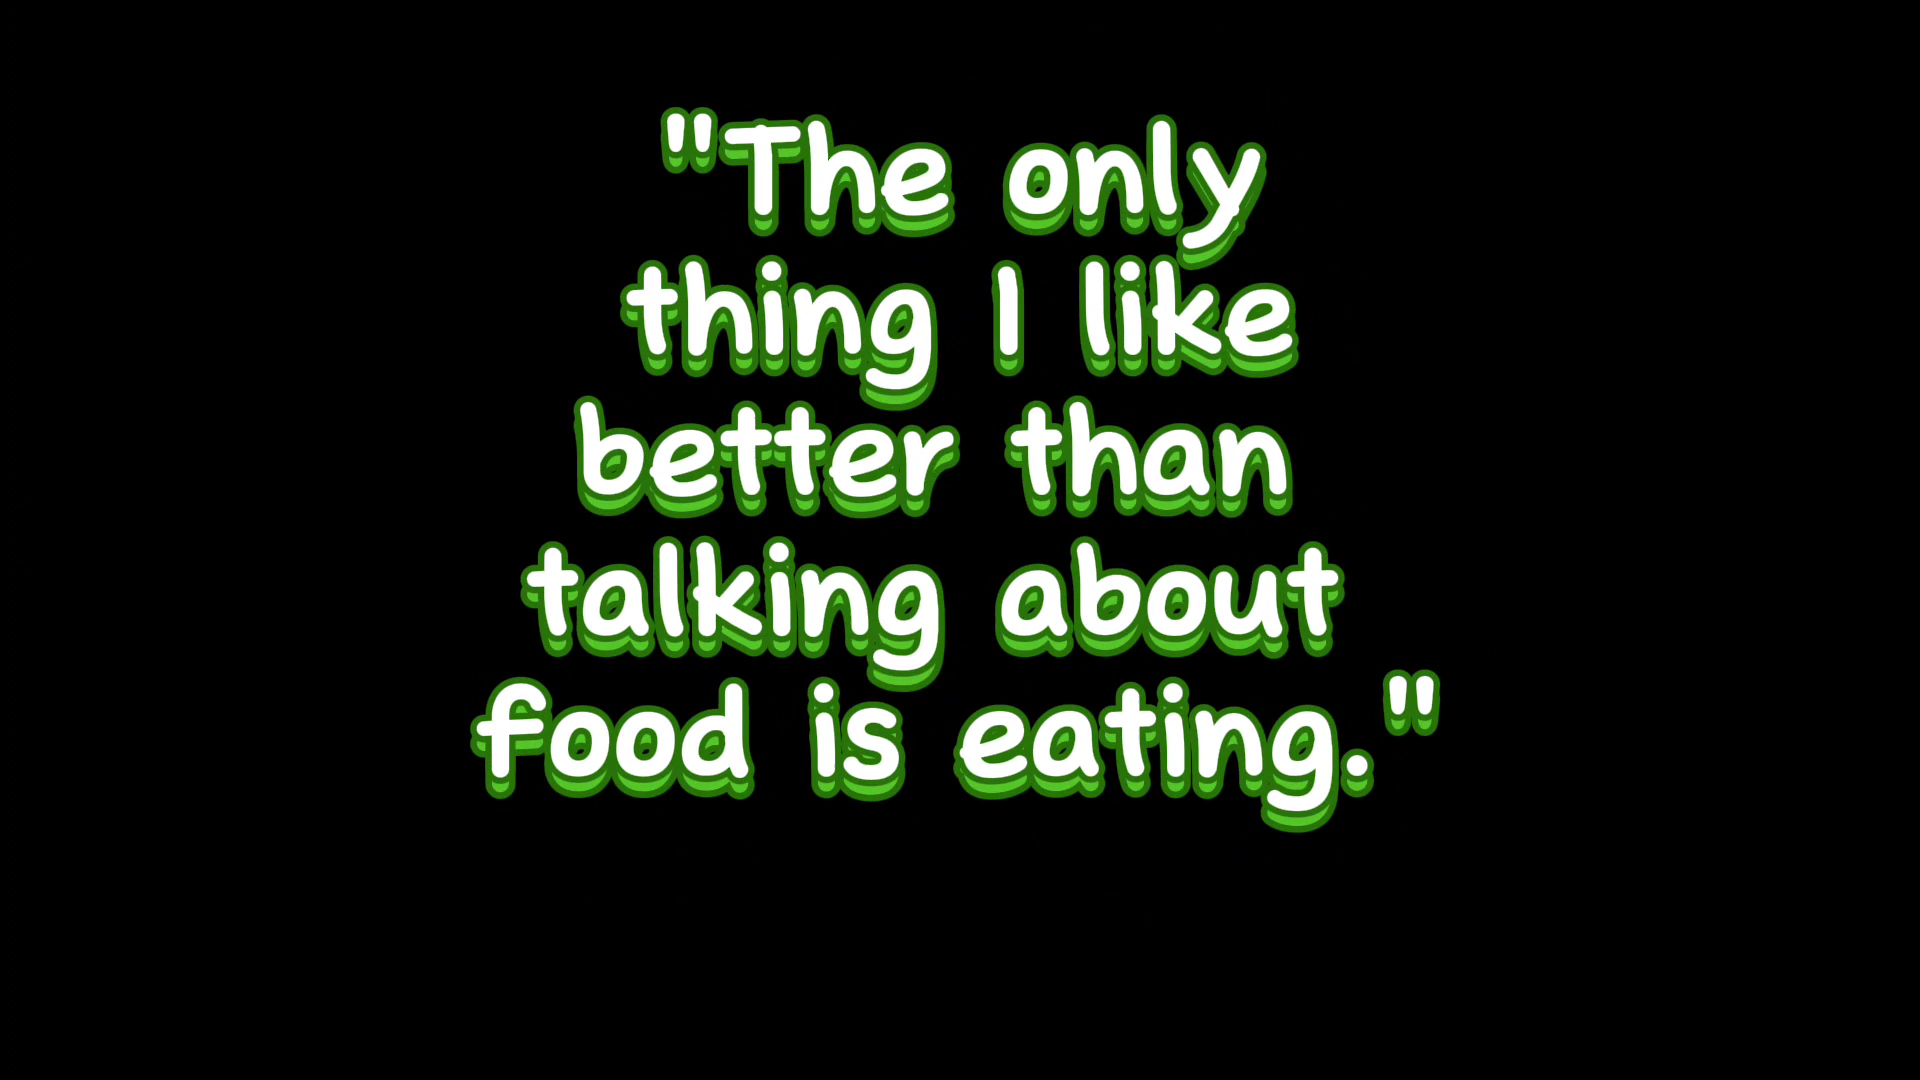 "The only
thing I like
better than
talking about
food is eating."